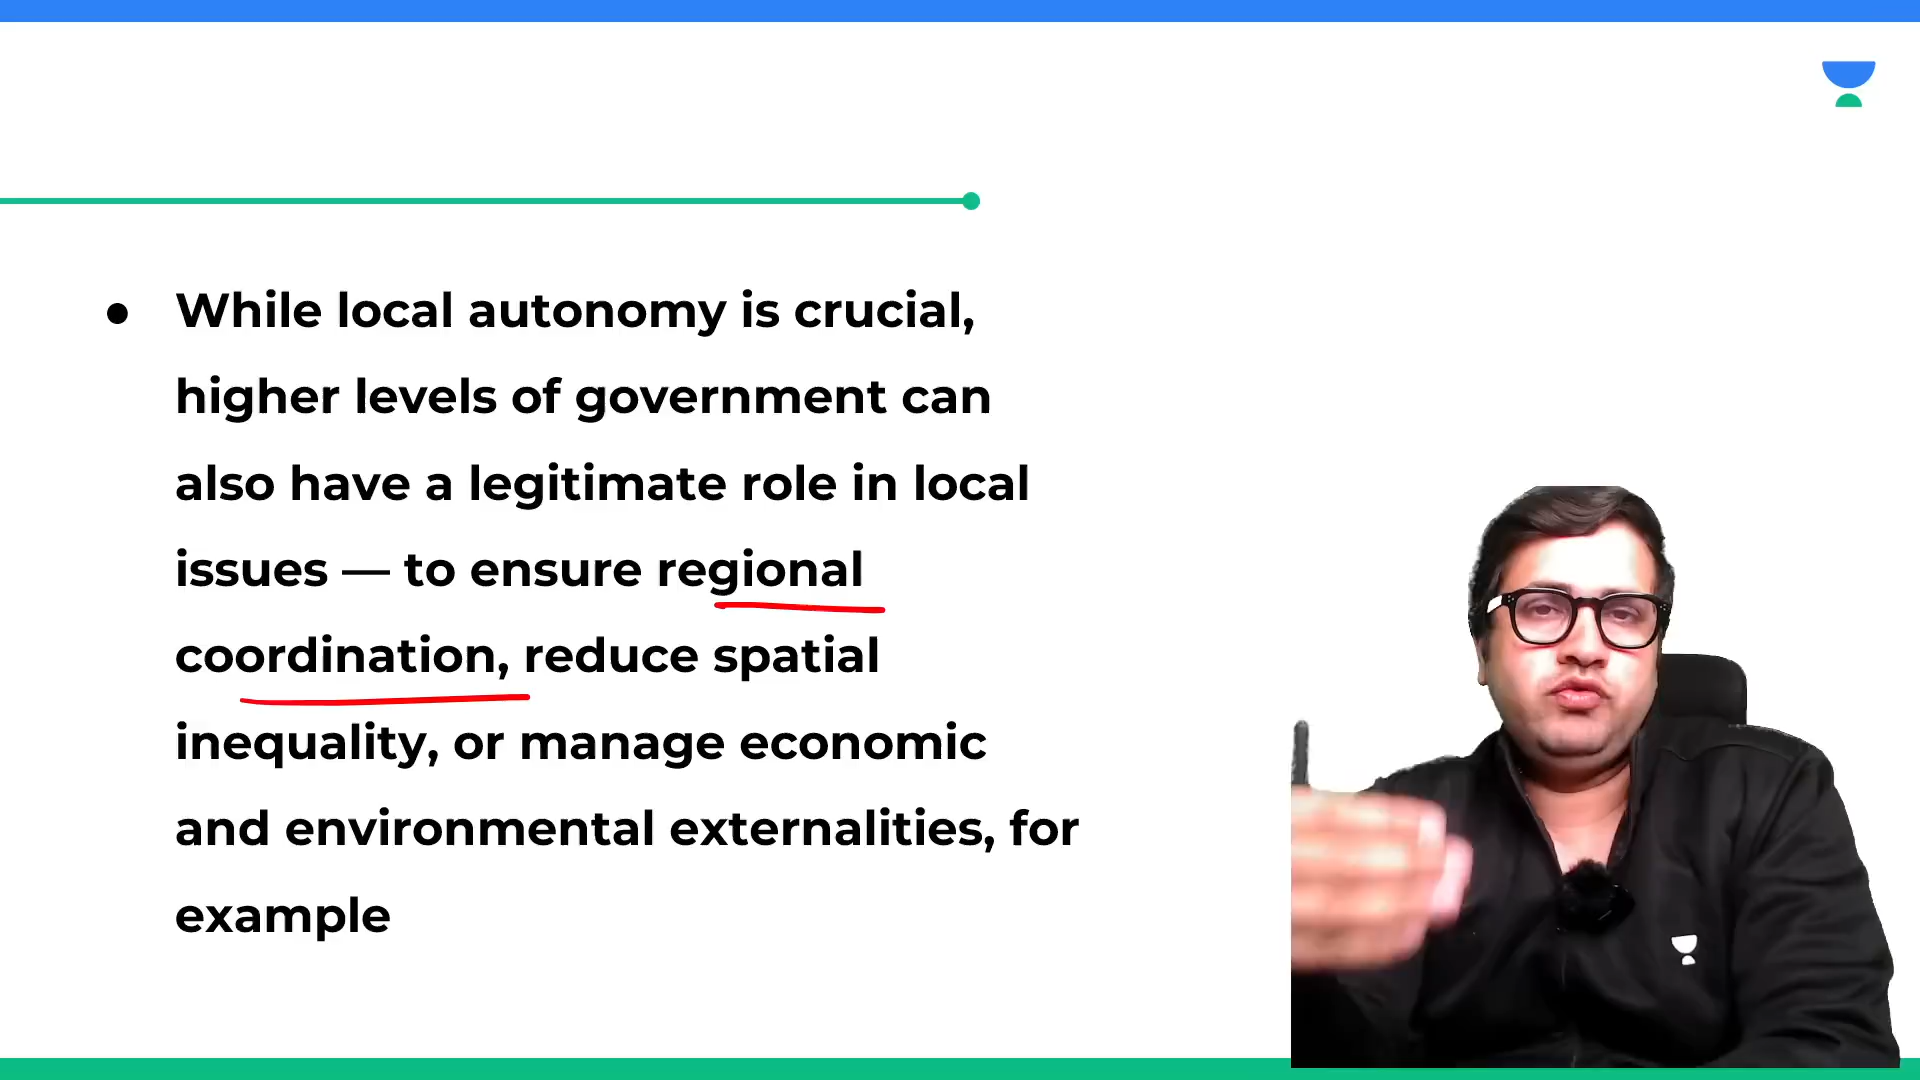 ● While local autonomy is crucial,
higher levels of government can
also have a legitimate role in local
issues — to ensure regional
coordination, reduce spatial
inequality, or manage economic
and environmental externalities, for
example